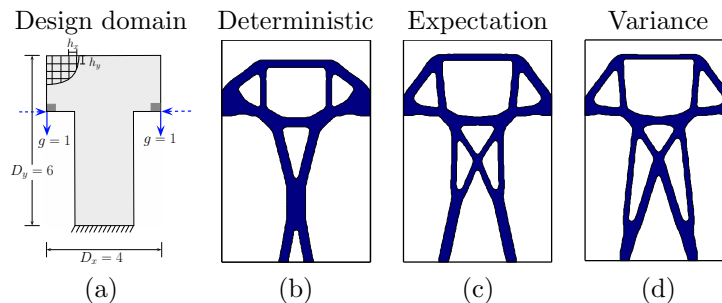 Design domain
Deterministic
Expectation
Variance
h_x
h_y
g = 1
g = 1
D_y = 6
D_x = 4
(a)
(b)
(c)
(d)